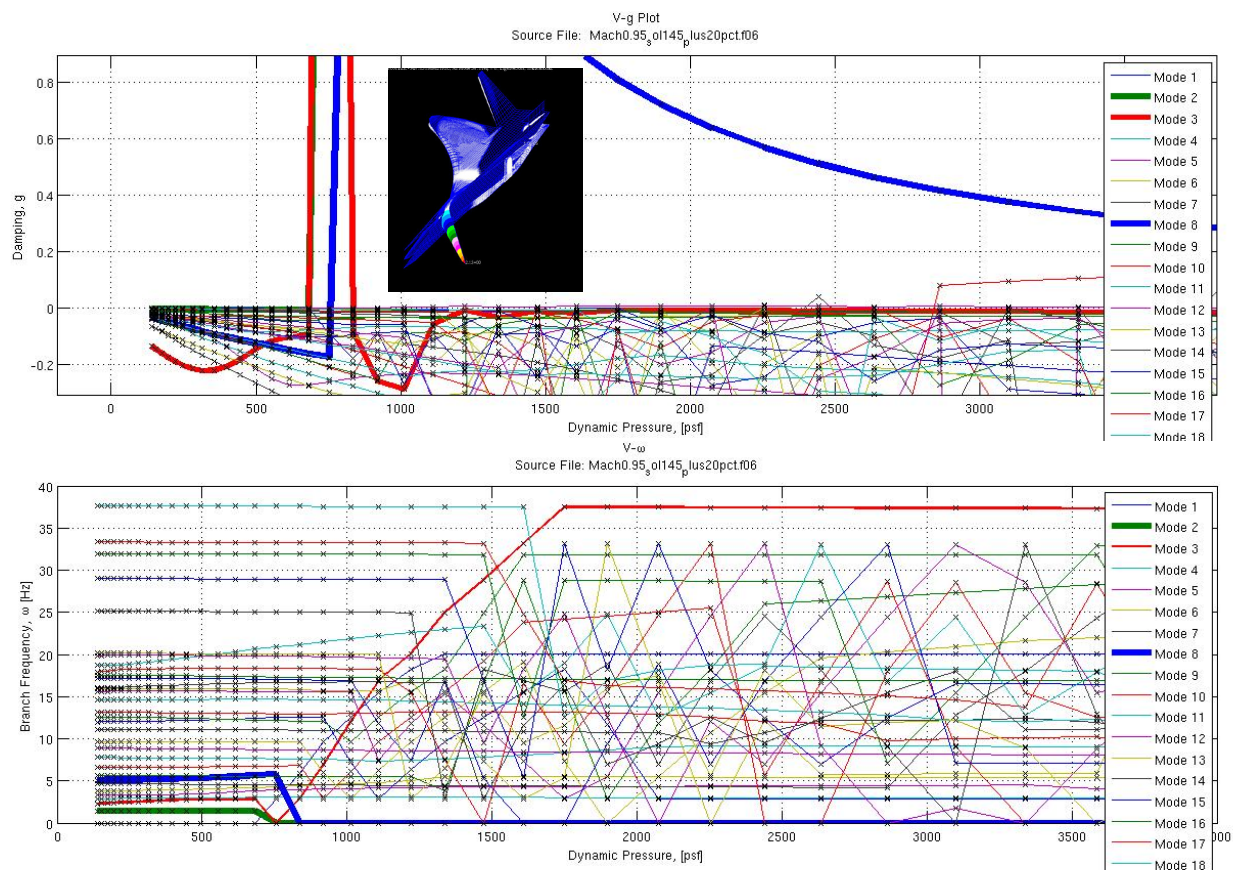 V-g Plot
Source File: Mach0.95_sol145_plus20pct.f06
Damping, g
0.8
0.6
0.4
0.2
0
-0.2
0
500
1000
1500
2000
2500
3000
Dynamic Pressure, [psf]
Mode 1
Mode 2
Mode 3
Mode 4
Mode 5
Mode 6
Mode 7
Mode 8
Mode 9
Mode 10
Mode 11
Mode 12
Mode 13
Mode 14
Mode 15
Mode 16
Mode 17
Mode 18
V-ω
Source File: Mach0.95_sol145_plus20pct.f06
Branch Frequency, ω [Hz]
40
35
30
25
20
15
10
5
0
0
500
1000
1500
2000
2500
3000
3500
000
Dynamic Pressure, [psf]
Mode 1
Mode 2
Mode 3
Mode 4
Mode 5
Mode 6
Mode 7
Mode 8
Mode 9
Mode 10
Mode 11
Mode 12
Mode 13
Mode 14
Mode 15
Mode 16
Mode 17
Mode 18